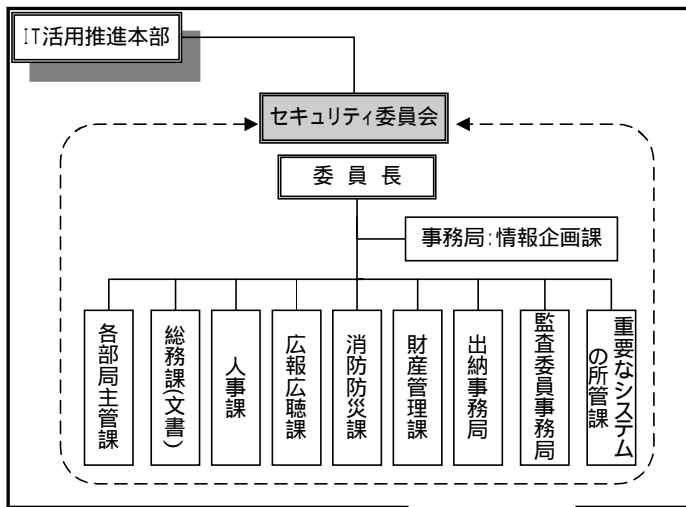 IT活用推進本部
セキュリティ委員会
委員長
事務局:情報企画課
各部局主管課
総務課(文書)
人事課
広報広聴課
消防防災課
財産管理課
出納事務局
監査委員事務局
重要なシステム
の所管課